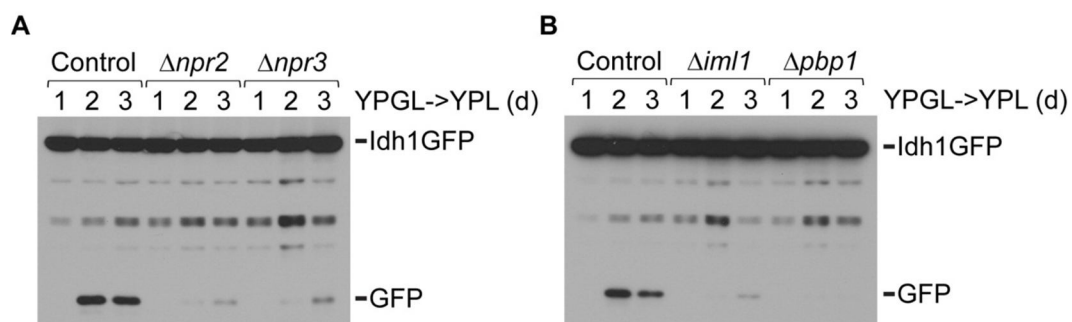 A
Control Δnpr2 Δnpr3
1 2 3 1 2 3 1 2 3 YPGL->YPL (d)
-Idh1GFP
-GFP
B
Control Δiml1 Δpbp1
1 2 3 1 2 3 1 2 3 YPGL->YPL (d)
-Idh1GFP
-GFP